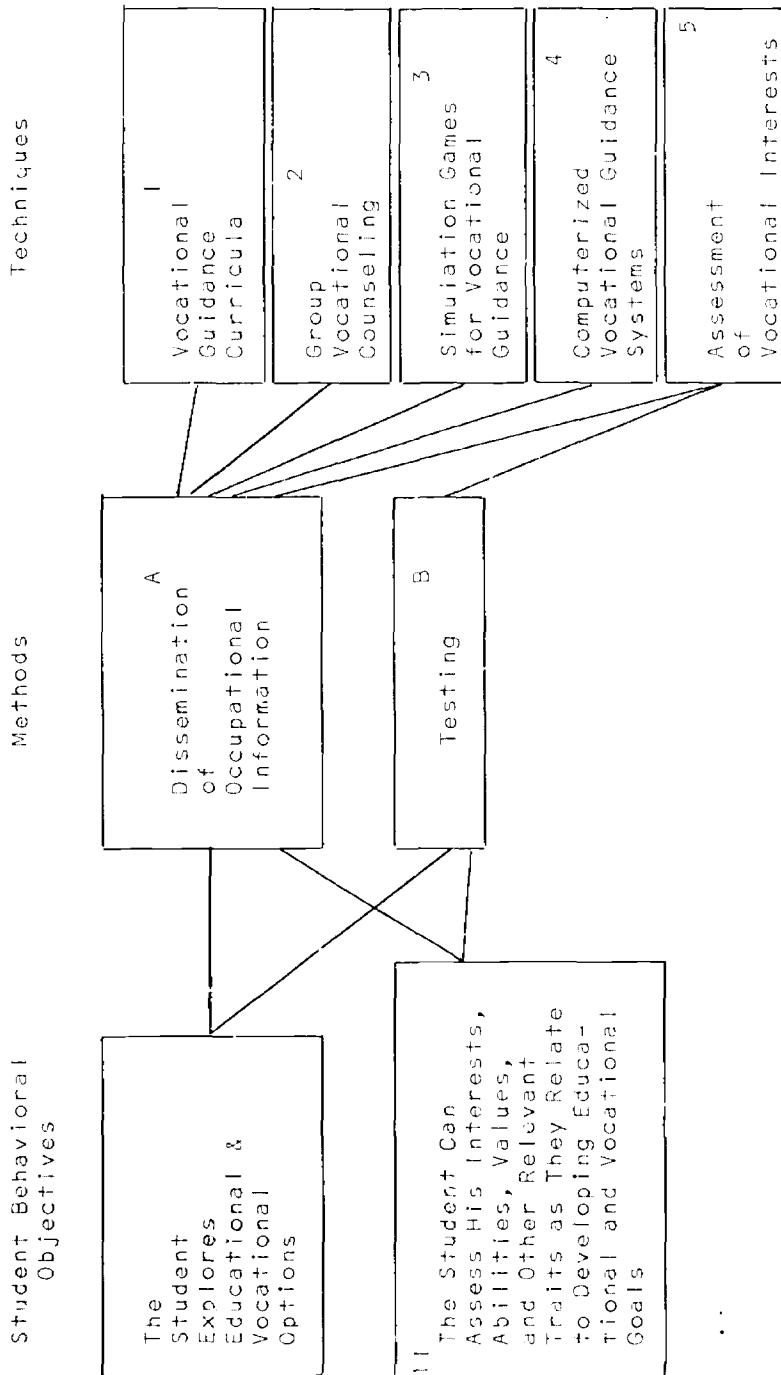 Student Behavioral
Objectives
Methods
Techniques
The
Student
Explores
Educational &
Vocational
Options
II
The Student Can
Assess His Interests,
Abilities, Values,
and Other Relevant
Traits as They Relate
to Developing Educa-
tional and Vocational
Goals
A
Dissemination
of
Occupational
Information
B
Testing
1
Vocational
Guidance
Curricula
2
Group
Vocational
Counseling
3
Simulation Games
for Vocational
Guidance
4
Computerized
Vocational Guidance
Systems
5
Assessment
of
Vocational Interests